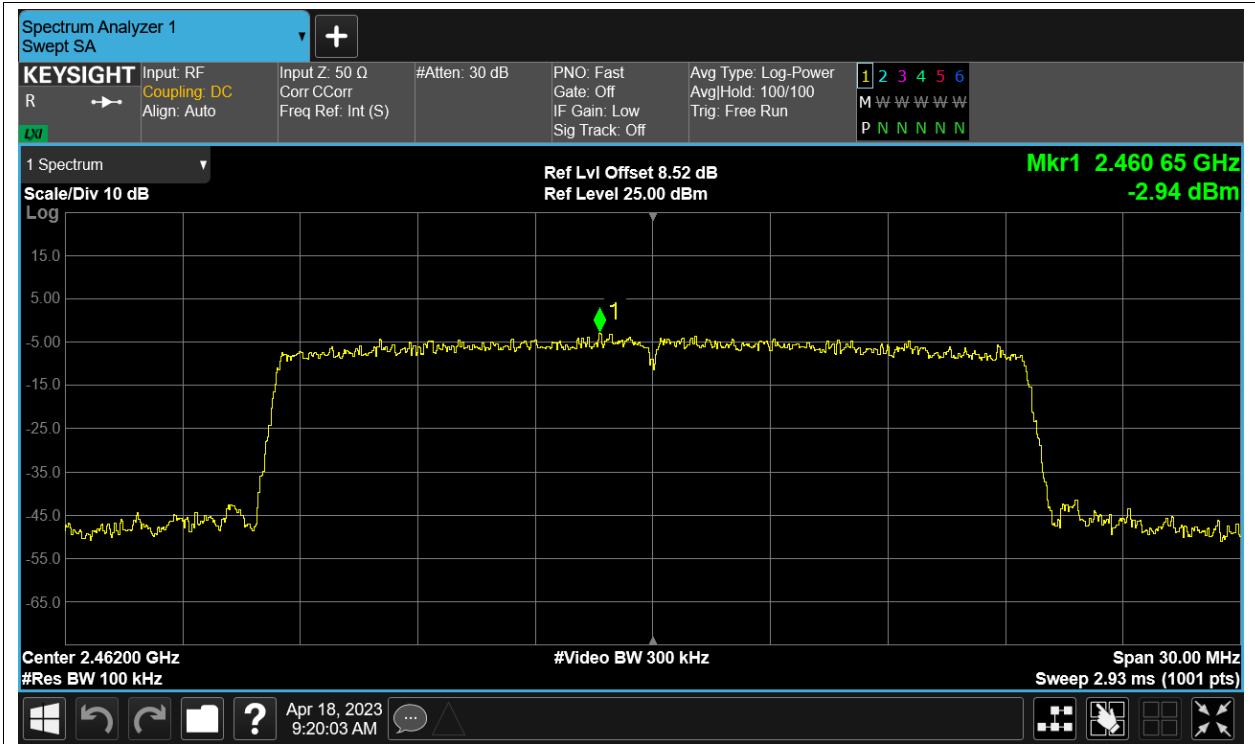 Spectrum Analyzer 1
Swept SA
KEYSIGHT
R
LXI
Input: RF
Coupling: DC
Align: Auto
Input Z: 50 Ω
Corr CCorr
Freq Ref: Int (S)
#Atten: 30 dB
PNO: Fast
Gate: Off
IF Gain: Low
Sig Track: Off
Avg Type: Log-Power
Avg|Hold: 100/100
Trig: Free Run
1 2 3 4 5 6
M W W W W W
P N N N N N
1 Spectrum
Scale/Div 10 dB
Log
Ref Lvl Offset 8.52 dB
Ref Level 25.00 dBm
Mkr1 2.460 65 GHz
-2.94 dBm
15.0
5.00
-5.00
-15.0
-25.0
-35.0
-45.0
-55.0
-65.0
1
Center 2.46200 GHz
#Res BW 100 kHz
#Video BW 300 kHz
Span 30.00 MHz
Sweep 2.93 ms (1001 pts)
?
Apr 18, 2023
9:20:03 AM